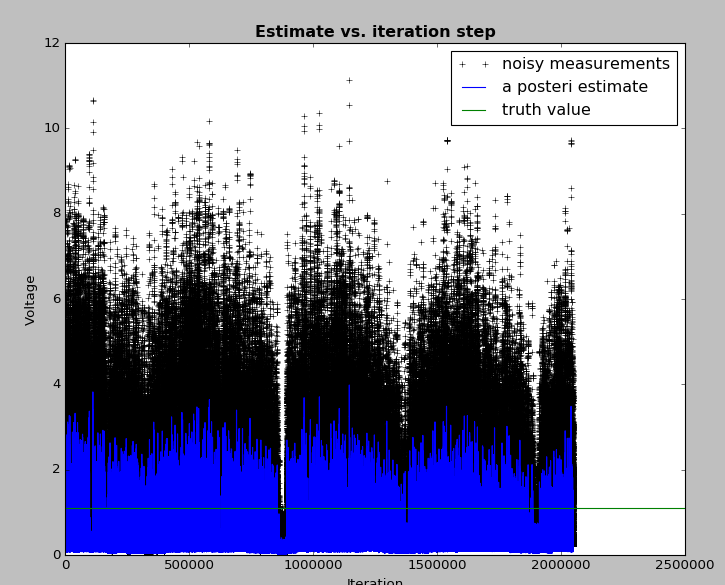 Estimate vs. iteration step
12
10
8
6
4
2
0
Voltage
noisy measurements
a posteri estimate
truth value
0
500000
1000000
1500000
2000000
2500000
Iteration